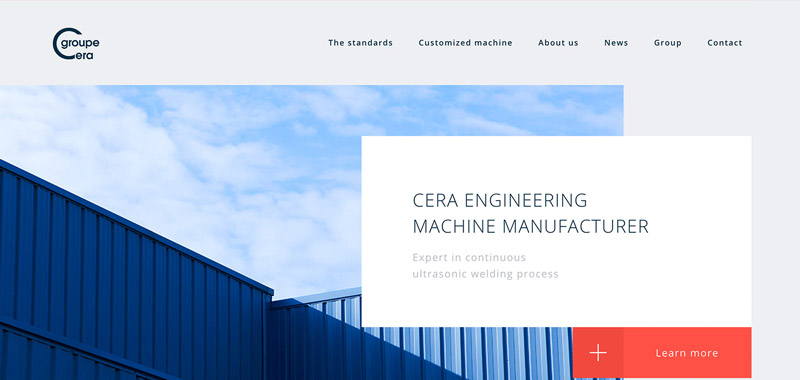 groupe
Cera
The standards Customized machine About us News Group Contact
CERA ENGINEERING
MACHINE MANUFACTURER
Expert in continuous
ultrasonic welding process
Learn more